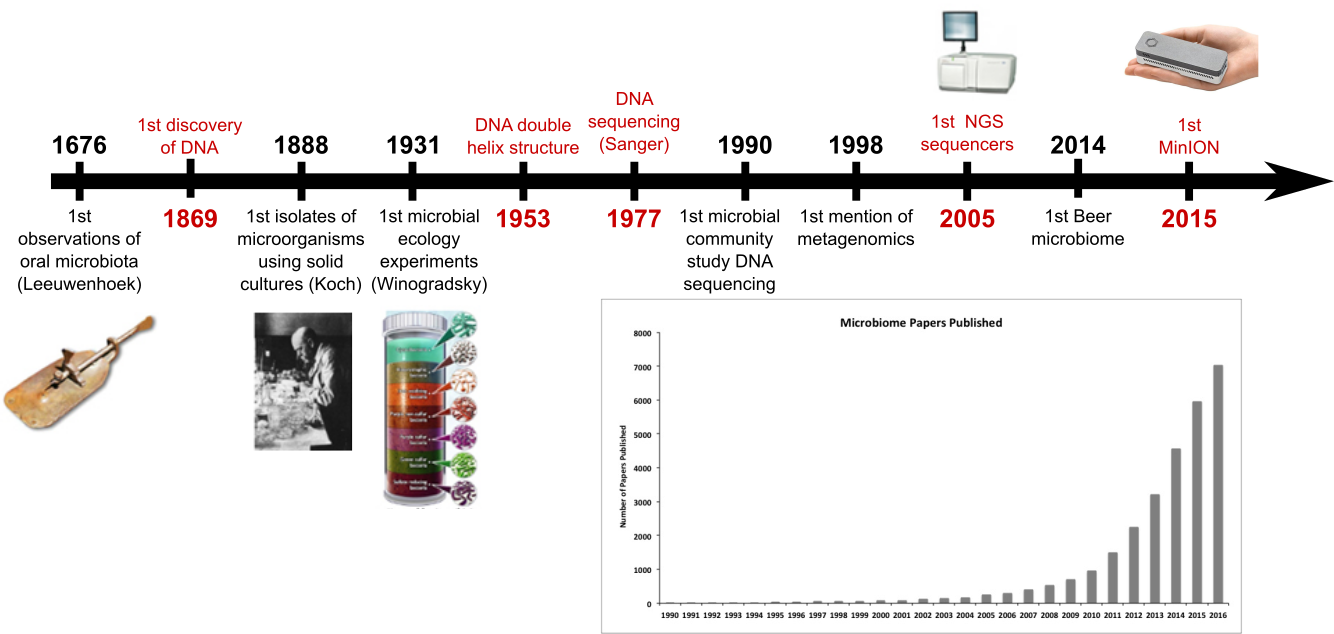 1676
1st
observations of
oral microbiota
(Leeuwenhoek)
1st discovery
of DNA
1869
1888
1st isolates of
microorganisms
using solid
cultures (Koch)
1931
1st microbial
ecology
experiments
(Winogradsky)
DNA double
helix structure
1953
DNA
sequencing
(Sanger)
1977
1990
1st microbial
community
study DNA
sequencing
1998
1st mention of
metagenomics
1st NGS
sequencers
2005
2014
1st Beer
microbiome
1st
MinION
2015
Microbiome Papers Published
Number of Papers Published
8000
7000
6000
5000
4000
3000
2000
1000
0
1990 1991 1992 1993 1994 1995 1996 1997 1998 1999 2000 2001 2002 2003 2004 2005 2006 2007 2008 2009 2010 2011 2012 2013 2014 2015 2016